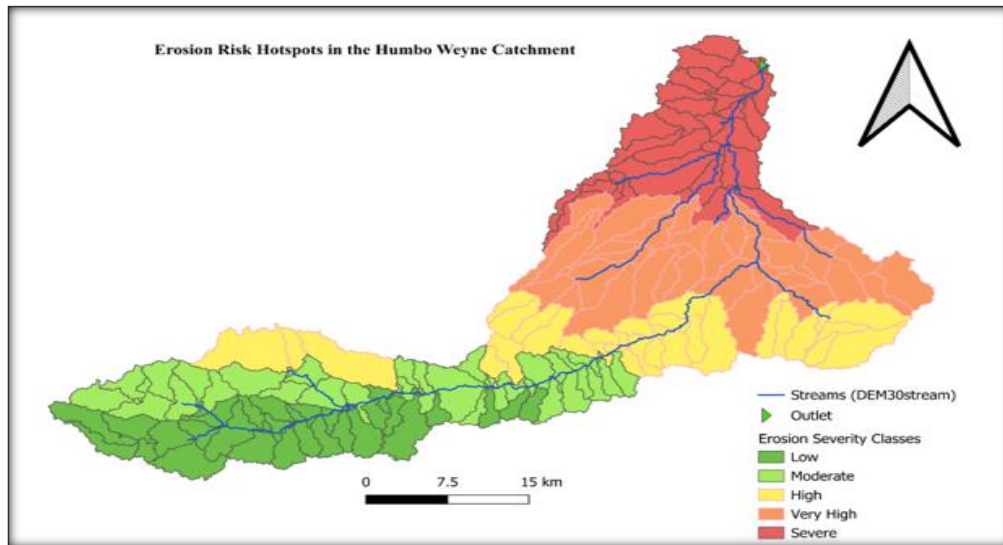 Erosion Risk Hotspots in the Humbo Weyne Catchment
Streams (DEM30stream)
Outlet
Erosion Severity Classes
Low
Moderate
High
Very High
Severe
0 7.5 15 km